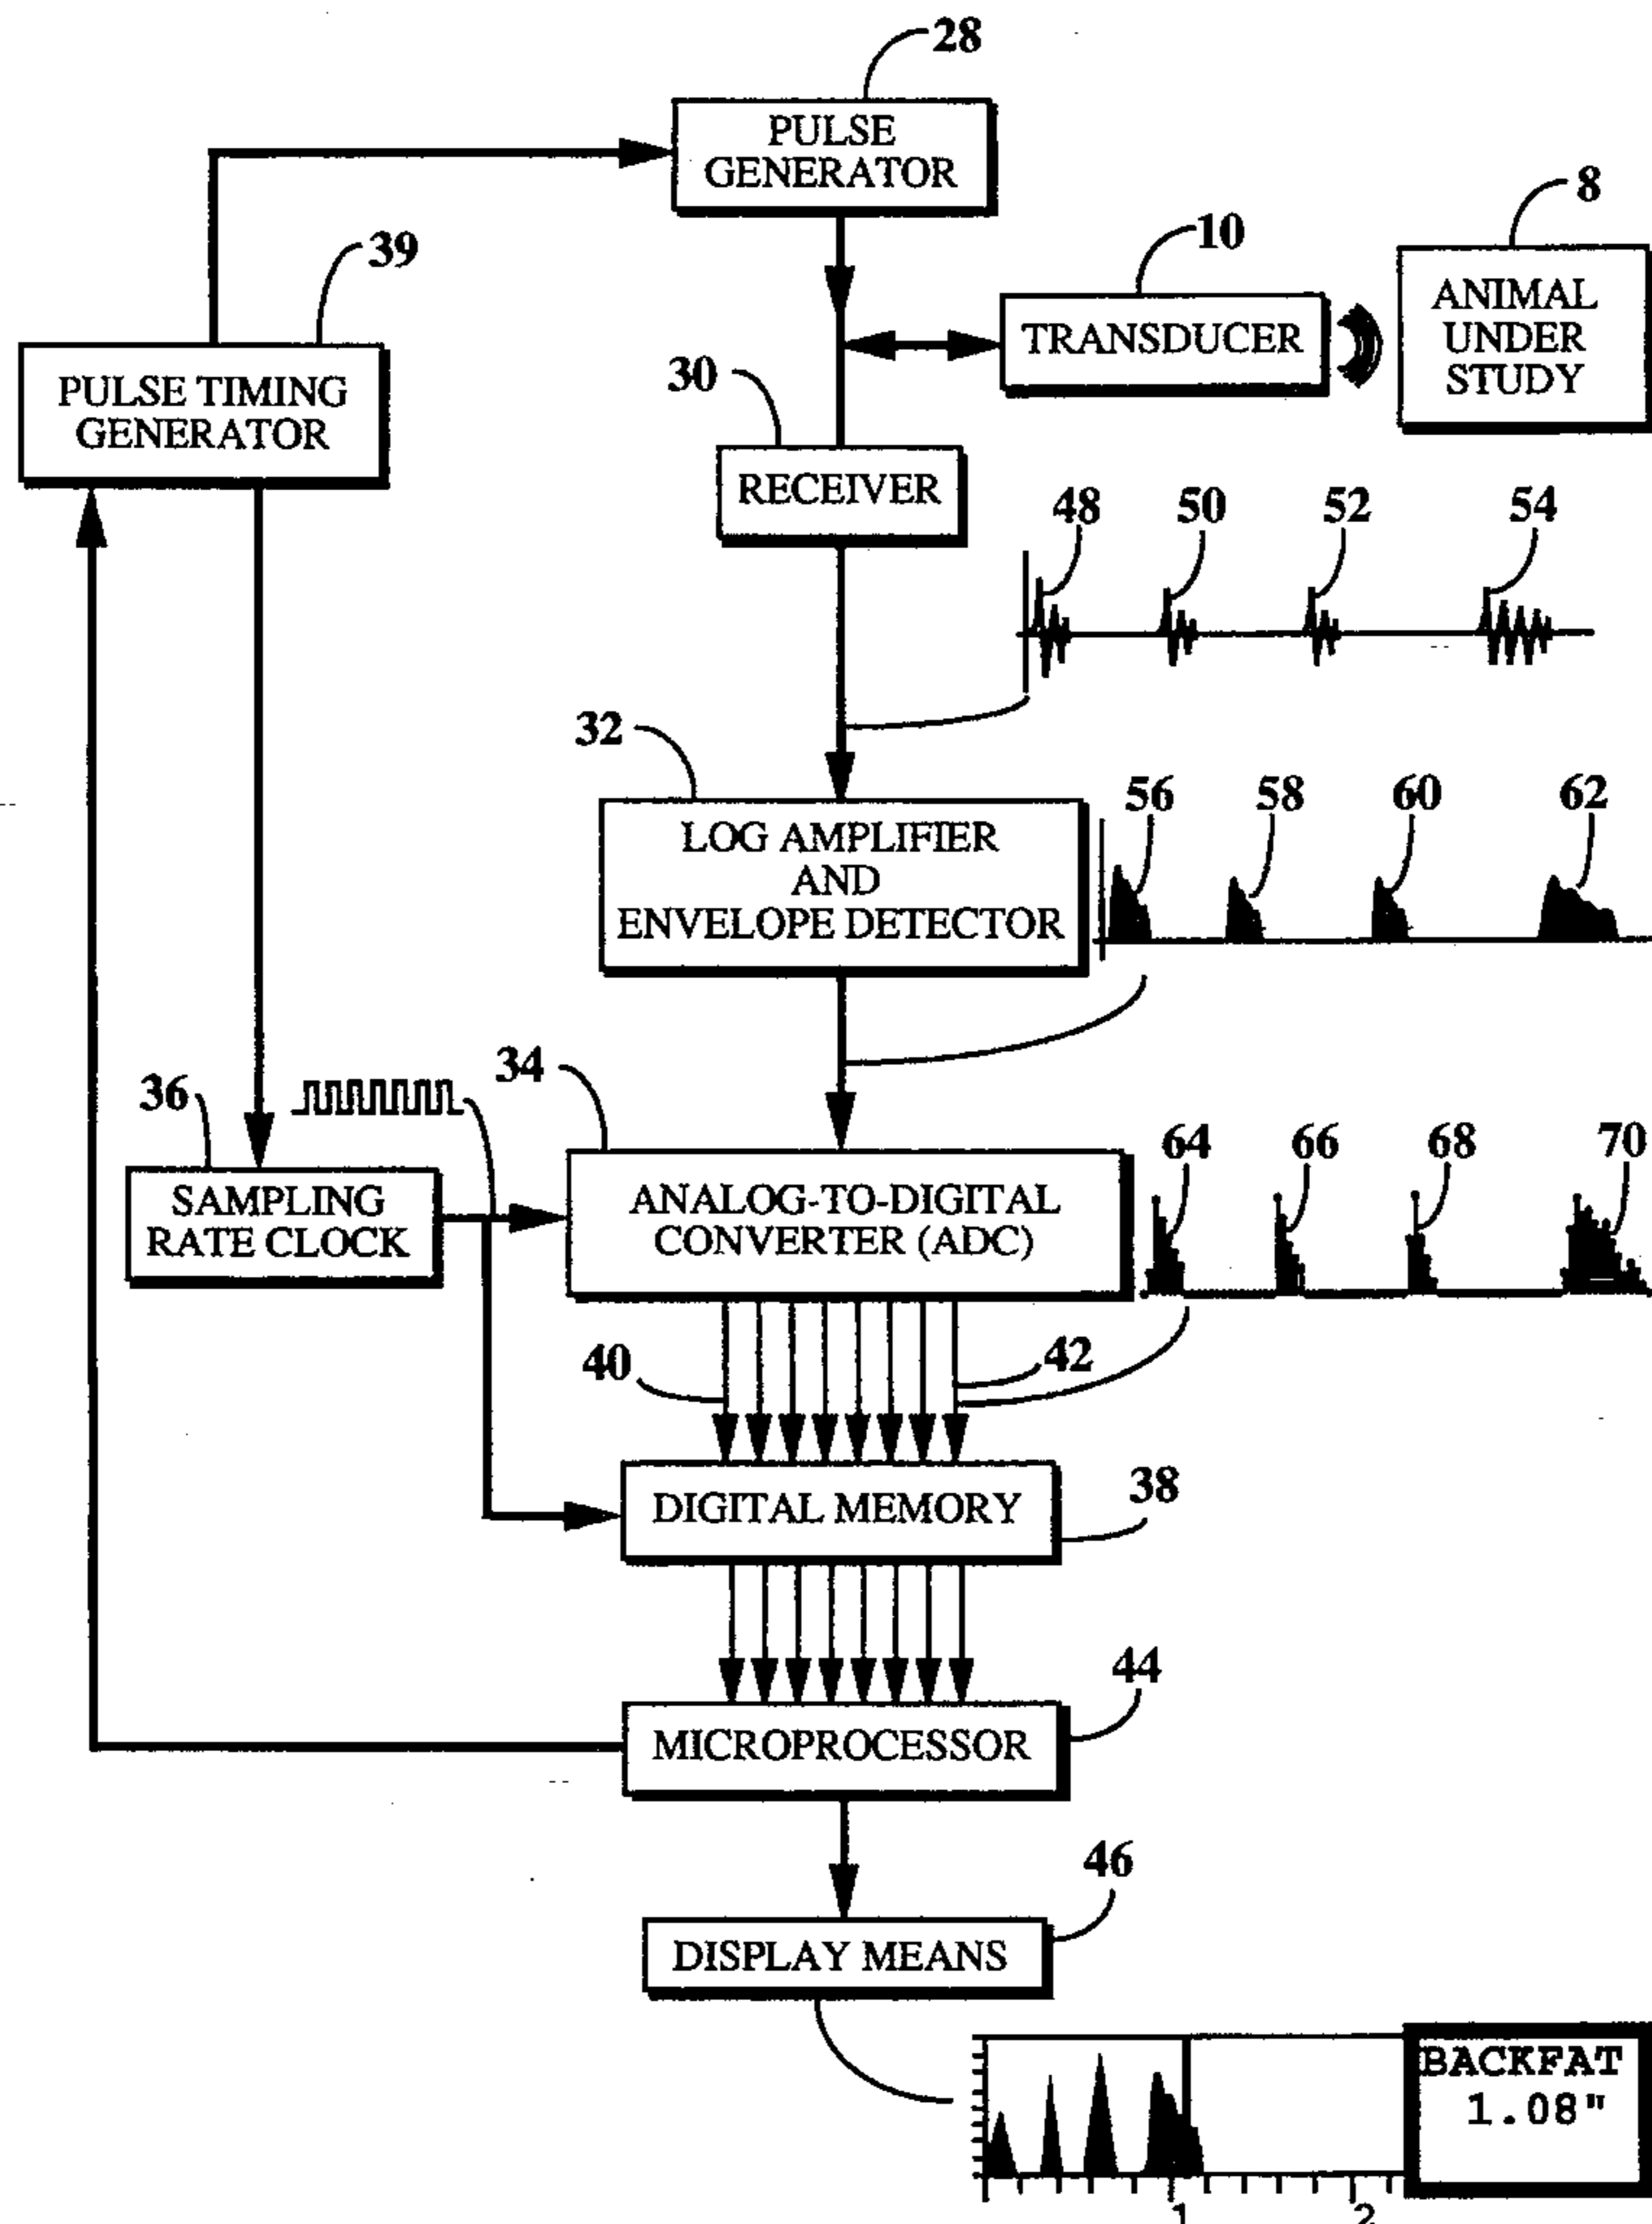 28
PULSE
GENERATOR
8
10
39
ANIMAL
UNDER
STUDY
TRANSDUCER
PULSE TIMING
GENERATOR
30
RECEIVER
48
50
52
54
32
56
58
60
62
LOG AMPLIFIER
AND
ENVELOPE DETECTOR
34
36
64
66
68
70
SAMPLING
RATE CLOCK
ANALOG-TO-DIGITAL
CONVERTER (ADC)
40
42
38
DIGITAL MEMORY
44
MICROPROCESSOR
46
DISPLAY MEANS
BACKFAT
1.08"
1
2